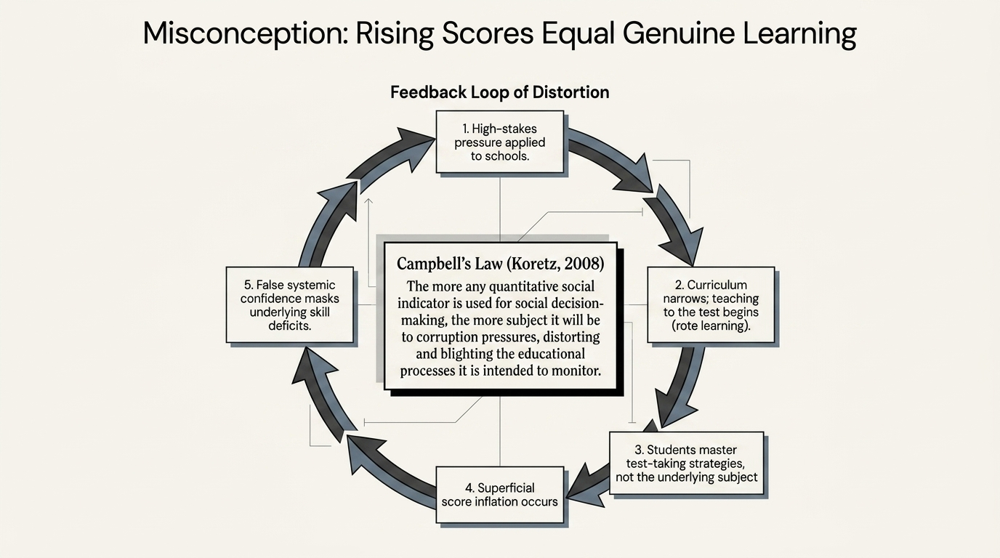 Misconception: Rising Scores Equal Genuine Learning
Feedback Loop of Distortion
1. High-stakes
pressure applied
to schools.
2. Curriculum
narrows; teaching
to the test begins
(rote learning).
3. Students master
test-taking strategies,
not the underlying subject
4. Superficial
score inflation occurs
5. False systemic
confidence masks
underlying skill
deficits.
Campbell's Law (Koretz, 2008)
The more any quantitative social
indicator is used for social decision-
making, the more subject it will be
to corruption pressures, distorting
and blighting the educational
processes it is intended to monitor.